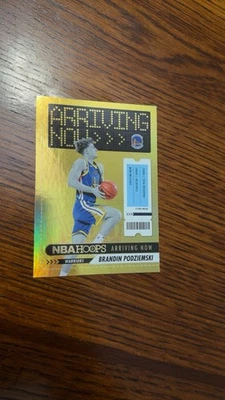 ARRIVING
NOW >>>
NBA HOOPS ARRIVING NOW
WARRIORS BRANDIN PODZIEMSKI